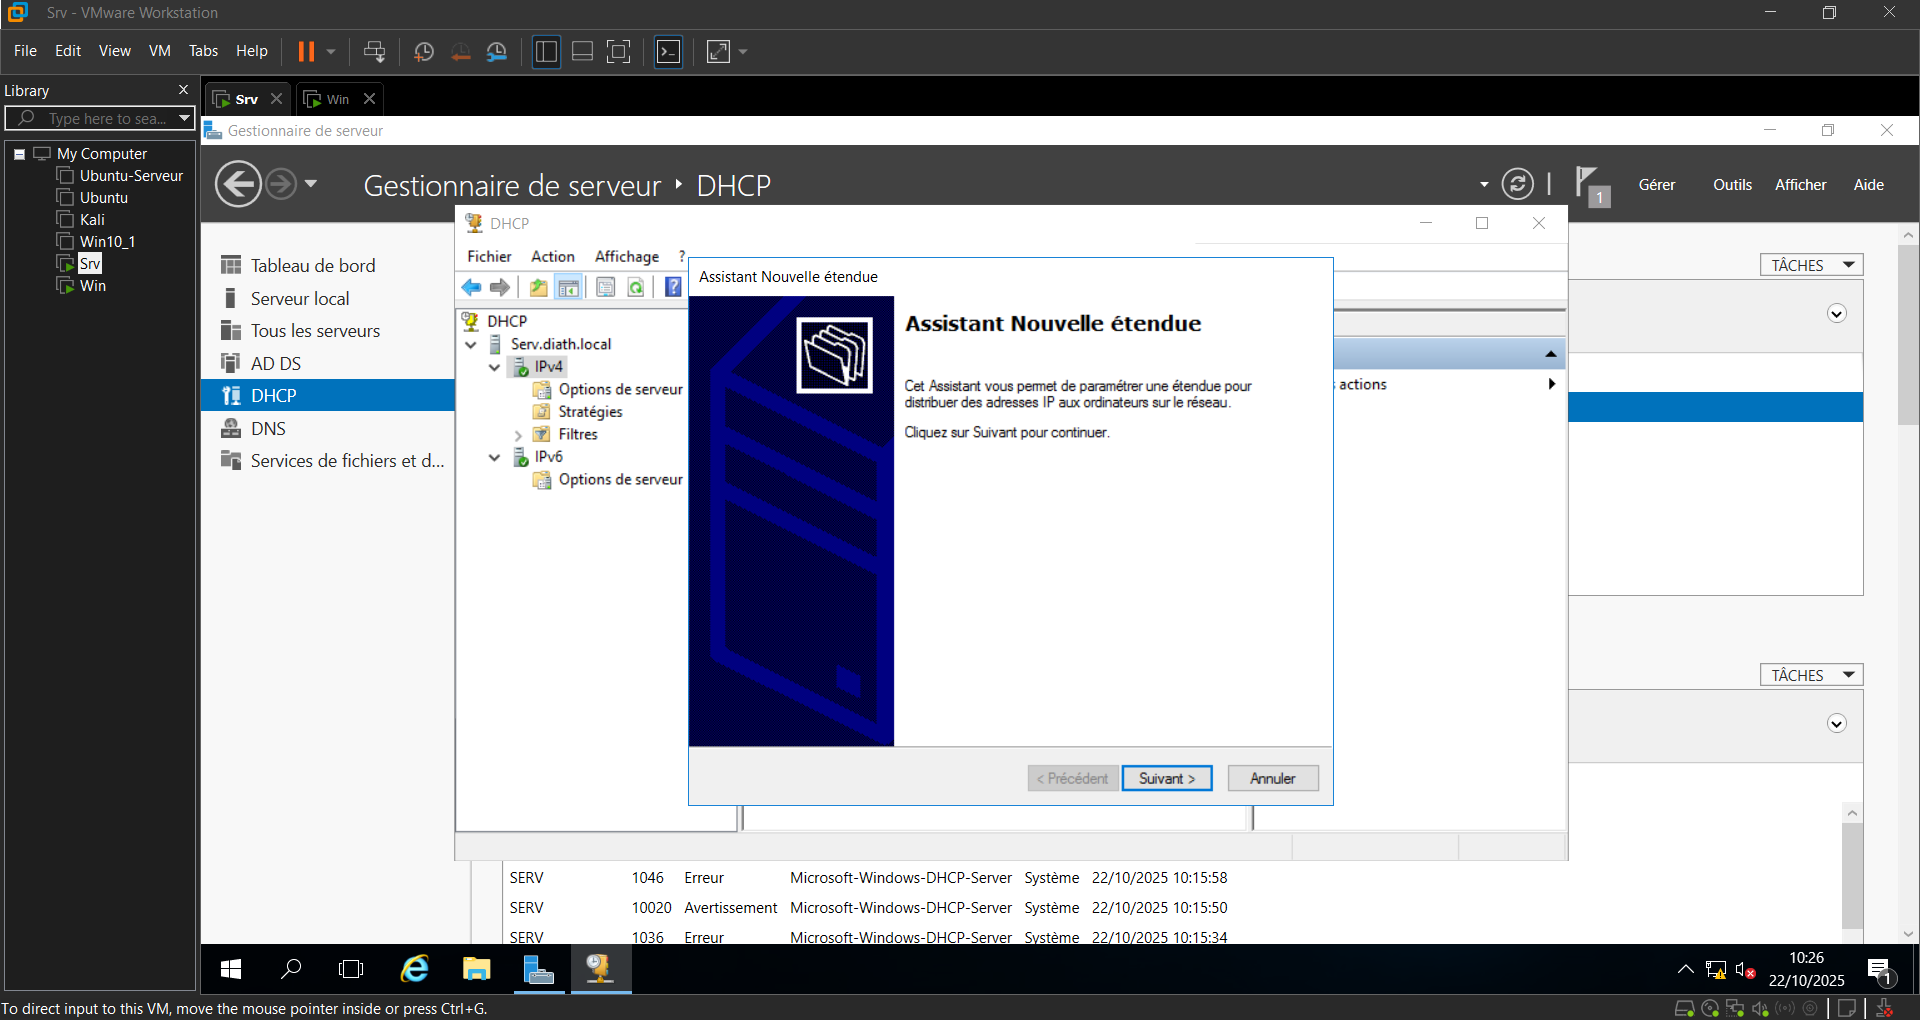 Srv - VMware Workstation
File Edit View VM Tabs Help
Library
Type here to sea...
My Computer
Ubuntu-Serveur
Ubuntu
Kali
Win10_1
Srv
Win
Srv
Win
Gestionnaire de serveur
Gestionnaire de serveur DHCP
1
Gérer Outils Afficher Aide
Tableau de bord
Serveur local
Tous les serveurs
AD DS
DHCP
DNS
Services de fichiers et d...
DHCP
Fichier Action Affichage ?
DHCP
Serv.diath.local
IPv4
Options de serveur
Stratégies
Filtres
IPv6
Options de serveur
Assistant Nouvelle étendue
Assistant Nouvelle étendue
Cet Assistant vous permet de paramétrer une étendue pour
distribuer des adresses IP aux ordinateurs sur le réseau.
Cliquez sur Suivant pour continuer.
< Précédent Suivant > Annuler
actions
TÂCHES
TÂCHES
SERV 1046 Erreur Microsoft-Windows-DHCP-Server Système 22/10/2025 10:15:58
SERV 10020 Avertissement Microsoft-Windows-DHCP-Server Système 22/10/2025 10:15:50
SERV 1036 Erreur Microsoft-Windows-DHCP-Server Système 22/10/2025 10:15:34
10:26
22/10/2025
1
To direct input to this VM, move the mouse pointer inside or press Ctrl+G.